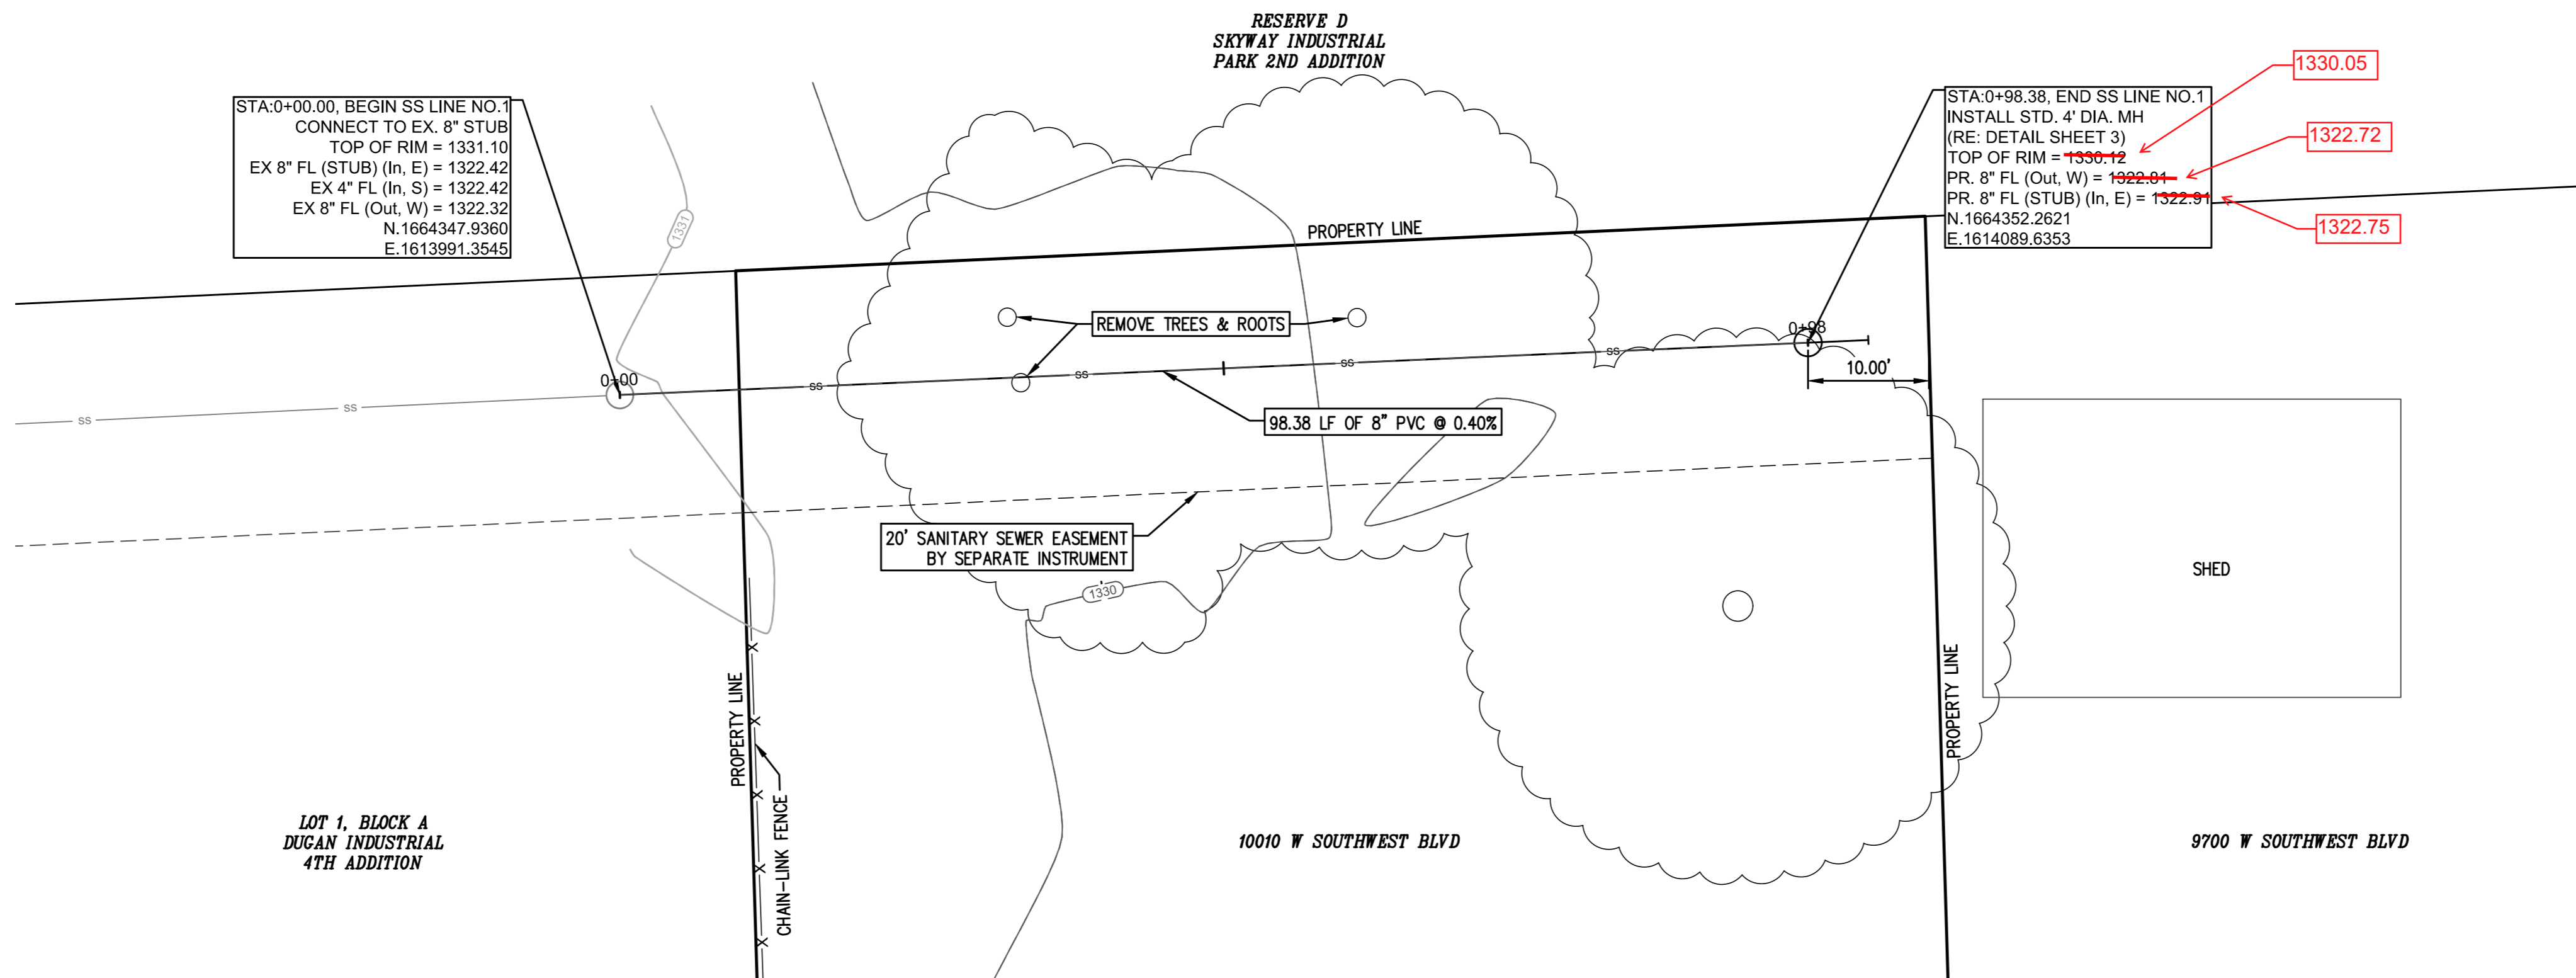 RESERVE D
SKYWAY INDUSTRIAL
PARK 2ND ADDITION
STA:0+00.00, BEGIN SS LINE NO.1
CONNECT TO EX. 8" STUB
TOP OF RIM = 1331.10
EX 8" FL (STUB) (In, E) = 1322.42
EX 4" FL (In, S) = 1322.42
EX 8" FL (Out, W) = 1322.32
N.1664347.9360
E.1613991.3545
STA:0+98.38, END SS LINE NO.1
INSTALL STD. 4' DIA. MH
(RE: DETAIL SHEET 3)
TOP OF RIM = 1330.12
PR. 8" FL (Out, W) = 1322.81
PR. 8" FL (STUB) (In, E) = 1322.91
N.1664352.2621
E.1614089.6353
1330.05
1322.72
1322.75
1331
PROPERTY LINE
REMOVE TREES & ROOTS
0+00
0+98
SS
SS
SS
SS
SS
SS
10.00'
98.38 LF OF 8" PVC @ 0.40%
20' SANITARY SEWER EASEMENT
BY SEPARATE INSTRUMENT
1330
SHED
PROPERTY LINE
PROPERTY LINE
CHAIN-LINK FENCE
LOT 1, BLOCK A
DUGAN INDUSTRIAL
4TH ADDITION
10010 W SOUTHWEST BLVD
9700 W SOUTHWEST BLVD